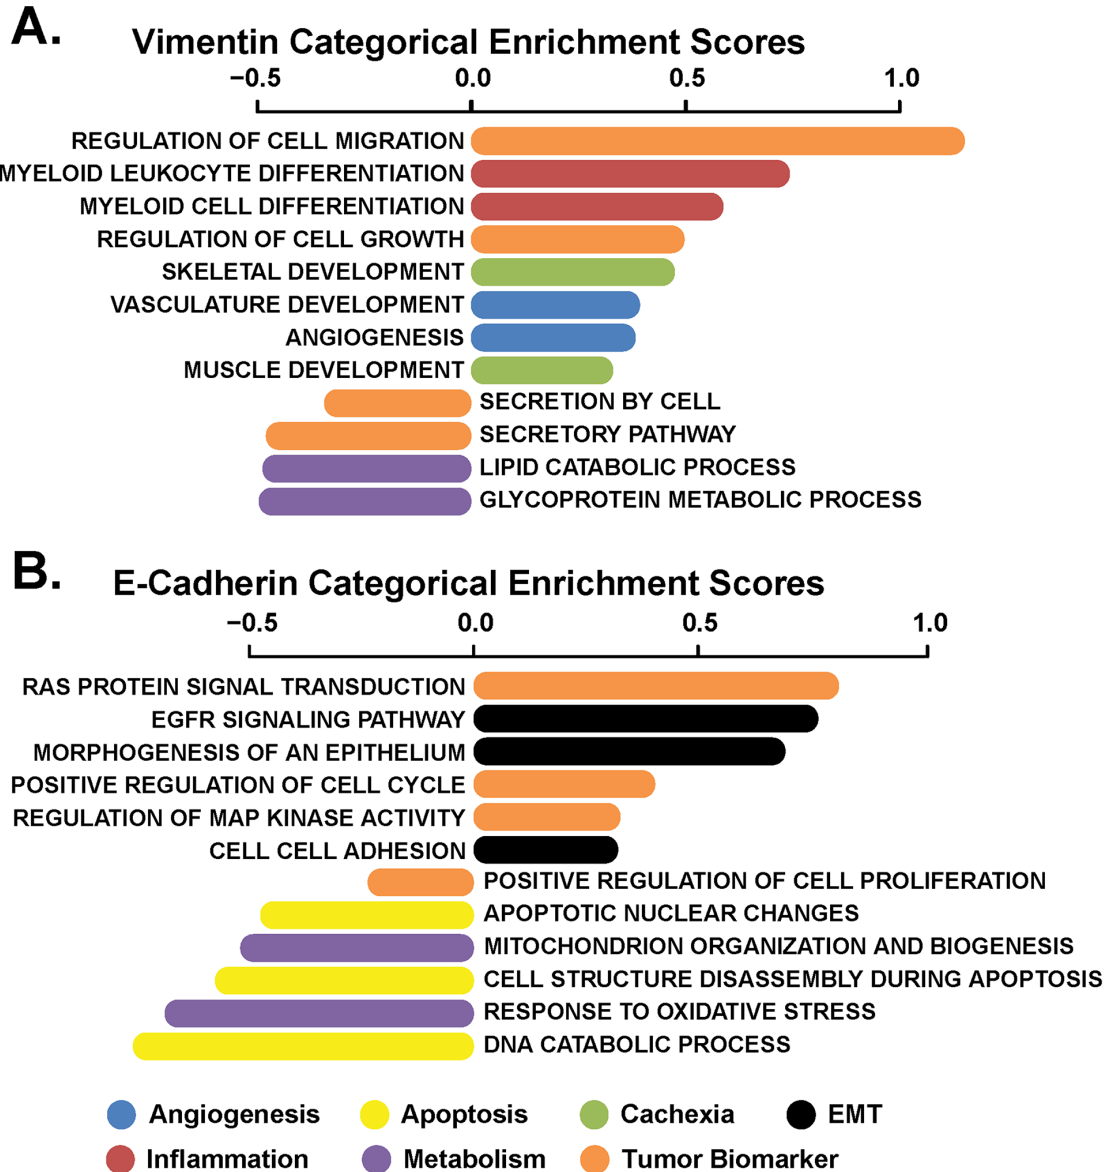 A.
Vimentin Categorical Enrichment Scores
−0.5 0.0 0.5 1.0
REGULATION OF CELL MIGRATION
MYELOID LEUKOCYTE DIFFERENTIATION
MYELOID CELL DIFFERENTIATION
REGULATION OF CELL GROWTH
SKELETAL DEVELOPMENT
VASCULATURE DEVELOPMENT
ANGIOGENESIS
MUSCLE DEVELOPMENT
SECRETION BY CELL
SECRETORY PATHWAY
LIPID CATABOLIC PROCESS
GLYCOPROTEIN METABOLIC PROCESS
B.
E-Cadherin Categorical Enrichment Scores
−0.5 0.0 0.5 1.0
RAS PROTEIN SIGNAL TRANSDUCTION
EGFR SIGNALING PATHWAY
MORPHOGENESIS OF AN EPITHELIUM
POSITIVE REGULATION OF CELL CYCLE
REGULATION OF MAP KINASE ACTIVITY
CELL CELL ADHESION
POSITIVE REGULATION OF CELL PROLIFERATION
APOPTOTIC NUCLEAR CHANGES
MITOCHONDRION ORGANIZATION AND BIOGENESIS
CELL STRUCTURE DISASSEMBLY DURING APOPTOSIS
RESPONSE TO OXIDATIVE STRESS
DNA CATABOLIC PROCESS
Angiogenesis Apoptosis Cachexia EMT
Inflammation Metabolism Tumor Biomarker